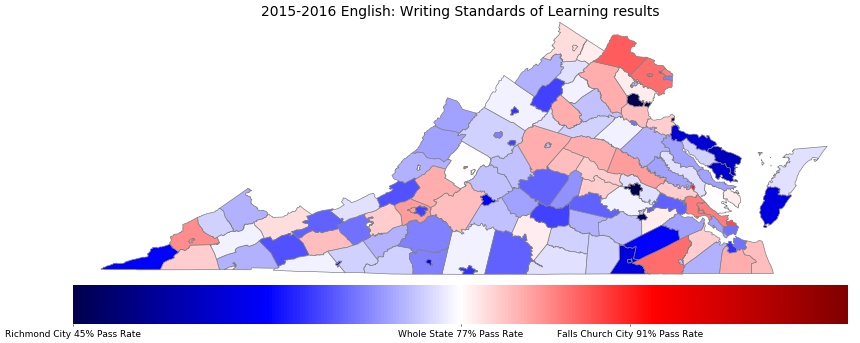 2015-2016 English: Writing Standards of Learning results
Richmond City 45% Pass Rate Whole State 77% Pass Rate Falls Church City 91% Pass Rate